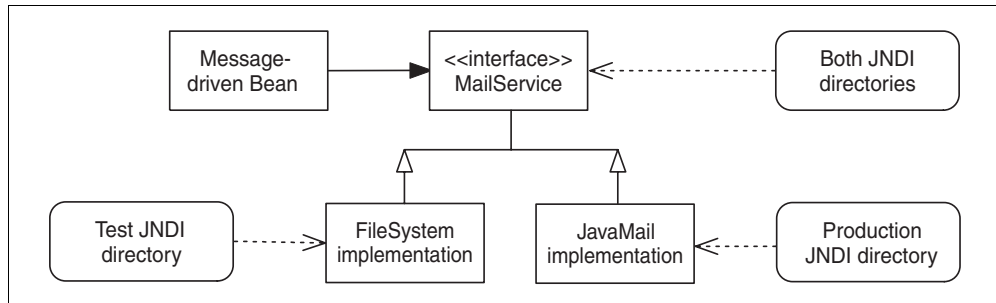 Message-
driven Bean
<<interface>>
MailService
Both JNDI
directories
Test JNDI
directory
FileSystem
implementation
JavaMail
implementation
Production
JNDI directory